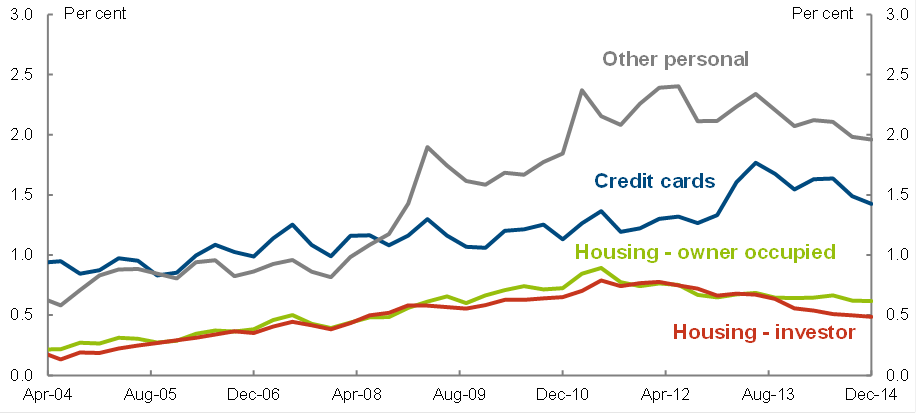 3.0 Per cent Per cent 3.0
2.5 2.5
Other personal
2.0 2.0
Credit cards
1.5 1.5
1.0 1.0
Housing - owner occupied
0.5 0.5
Housing - investor
0.0 0.0
Apr-04 Aug-05 Dec-06 Apr-08 Aug-09 Dec-10 Apr-12 Aug-13 Dec-14